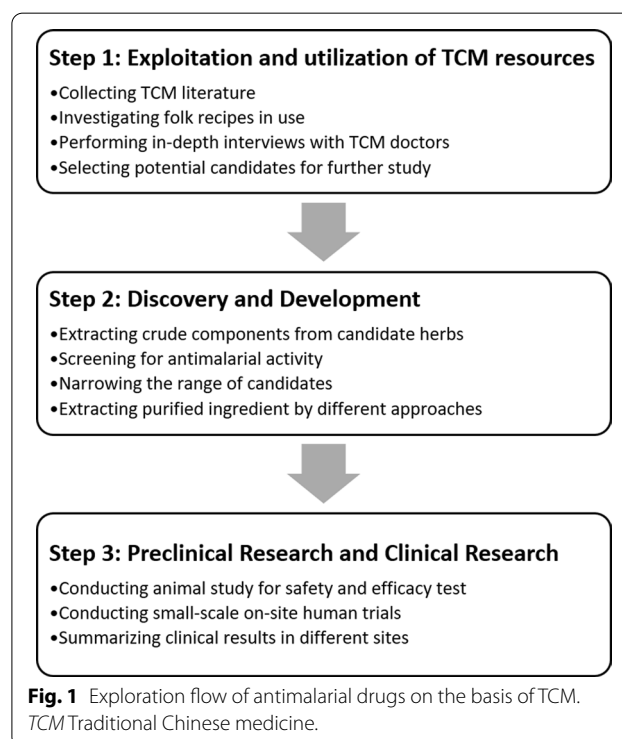 Step 1: Exploitation and utilization of TCM resources
•Collecting TCM literature
•Investigating folk recipes in use
•Performing in-depth interviews with TCM doctors
•Selecting potential candidates for further study
Step 2: Discovery and Development
•Extracting crude components from candidate herbs
•Screening for antimalarial activity
•Narrowing the range of candidates
•Extracting purified ingredient by different approaches
Step 3: Preclinical Research and Clinical Research
•Conducting animal study for safety and efficacy test
•Conducting small-scale on-site human trials
•Summarizing clinical results in different sites
Fig. 1 Exploration flow of antimalarial drugs on the basis of TCM.
TCM Traditional Chinese medicine.